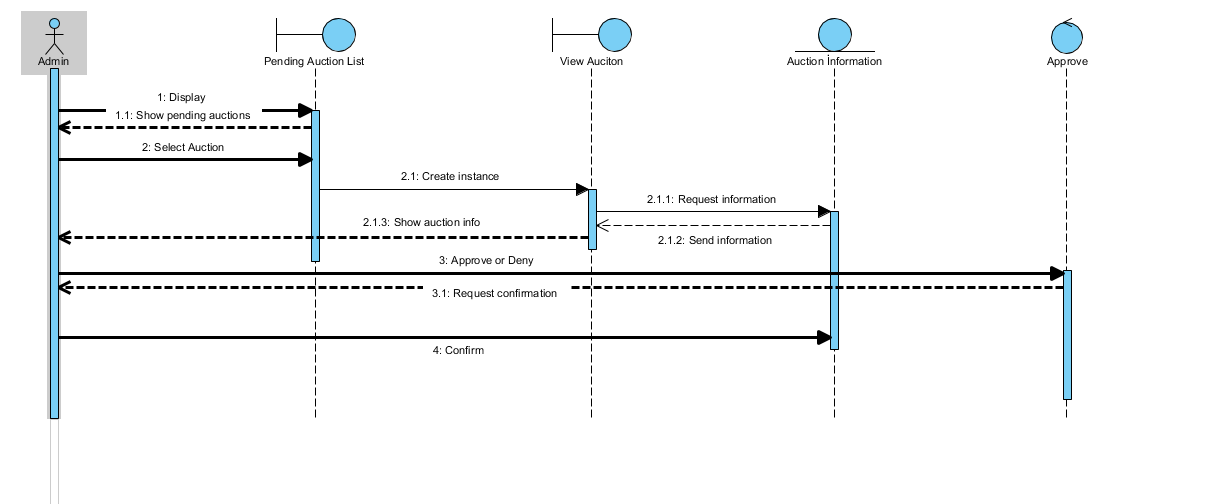 Admin
Pending Auction List
View Auciton
Auction Information
Approve
1: Display
1.1: Show pending auctions
2: Select Auction
2.1: Create instance
2.1.1: Request information
2.1.3: Show auction info
2.1.2: Send information
3: Approve or Deny
3.1: Request confirmation
4: Confirm